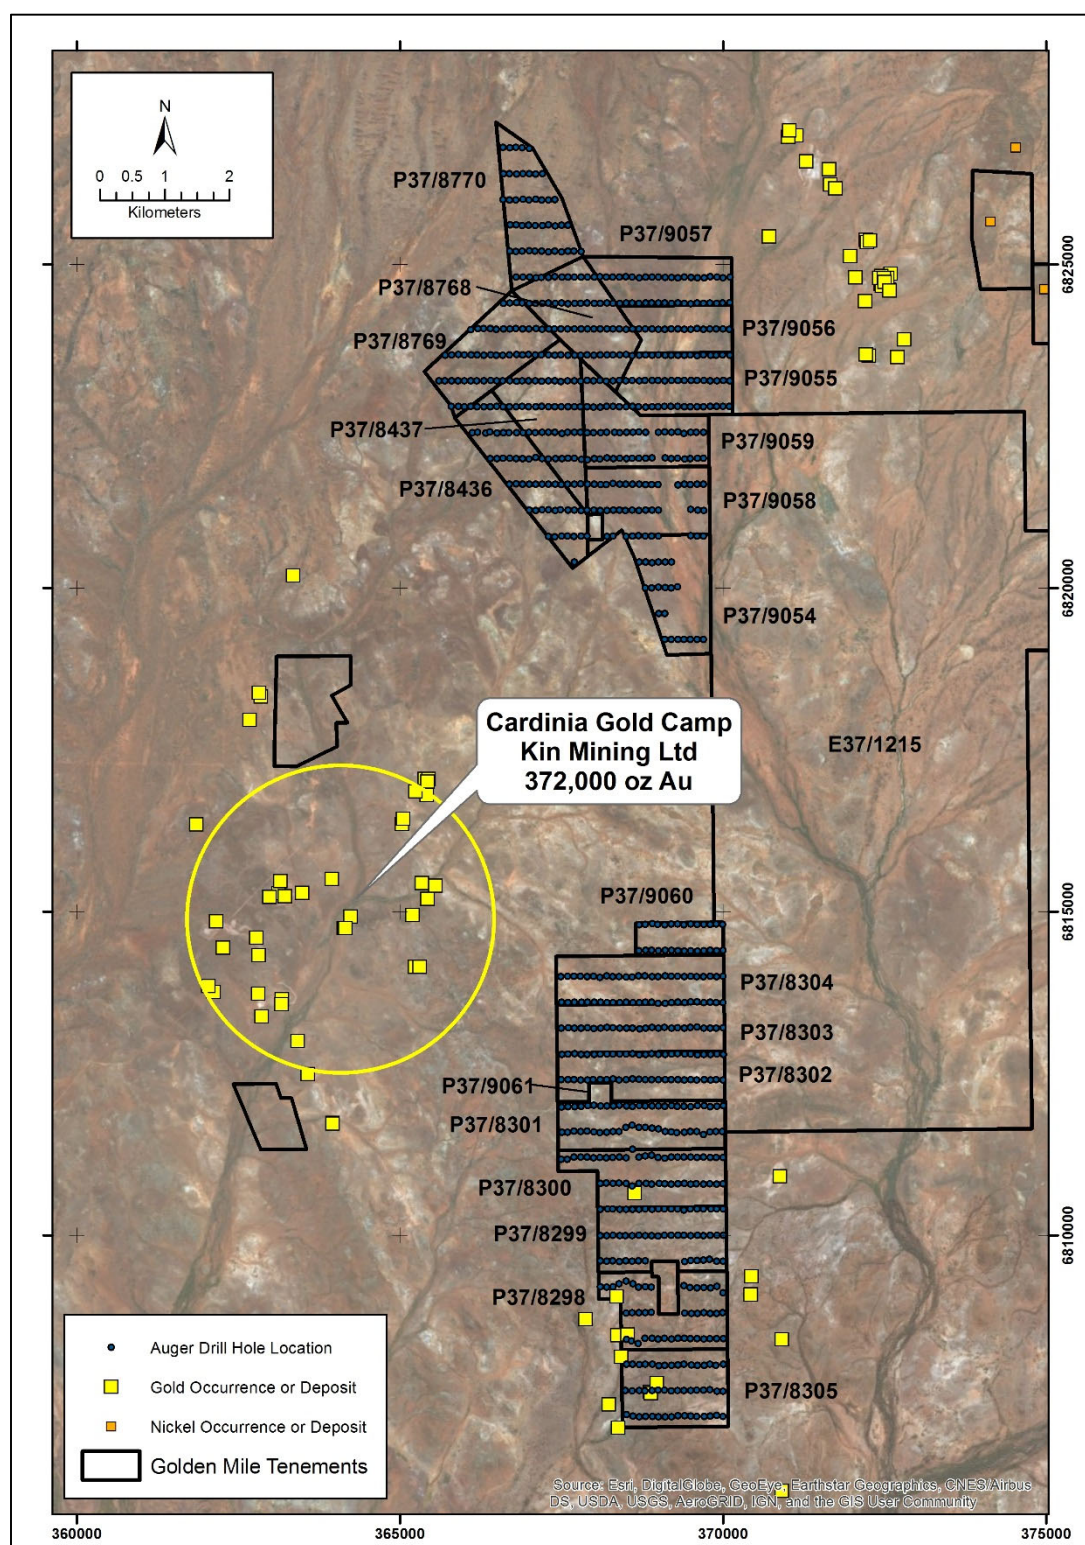 N
0 0.5 1 2
Kilometers
P37/8770
P37/9057
P37/8768
P37/9056
P37/8769
P37/9055
P37/8437
P37/9059
P37/8436
P37/9058
P37/9054
Cardinia Gold Camp
Kin Mining Ltd
372,000 oz Au
E37/1215
P37/9060
P37/8304
P37/8303
P37/8302
P37/9061
P37/8301
P37/8300
P37/8299
P37/8298
P37/8305
Auger Drill Hole Location
Gold Occurrence or Deposit
Nickel Occurrence or Deposit
Golden Mile Tenements
Source: Esri, DigitalGlobe, GeoEye, Earthstar Geographics, CNES/Airbus
DS, USDA, USGS, AeroGRID, IGN, and the GIS User Community
6825000
6820000
6815000
6810000
360000 365000 370000 375000